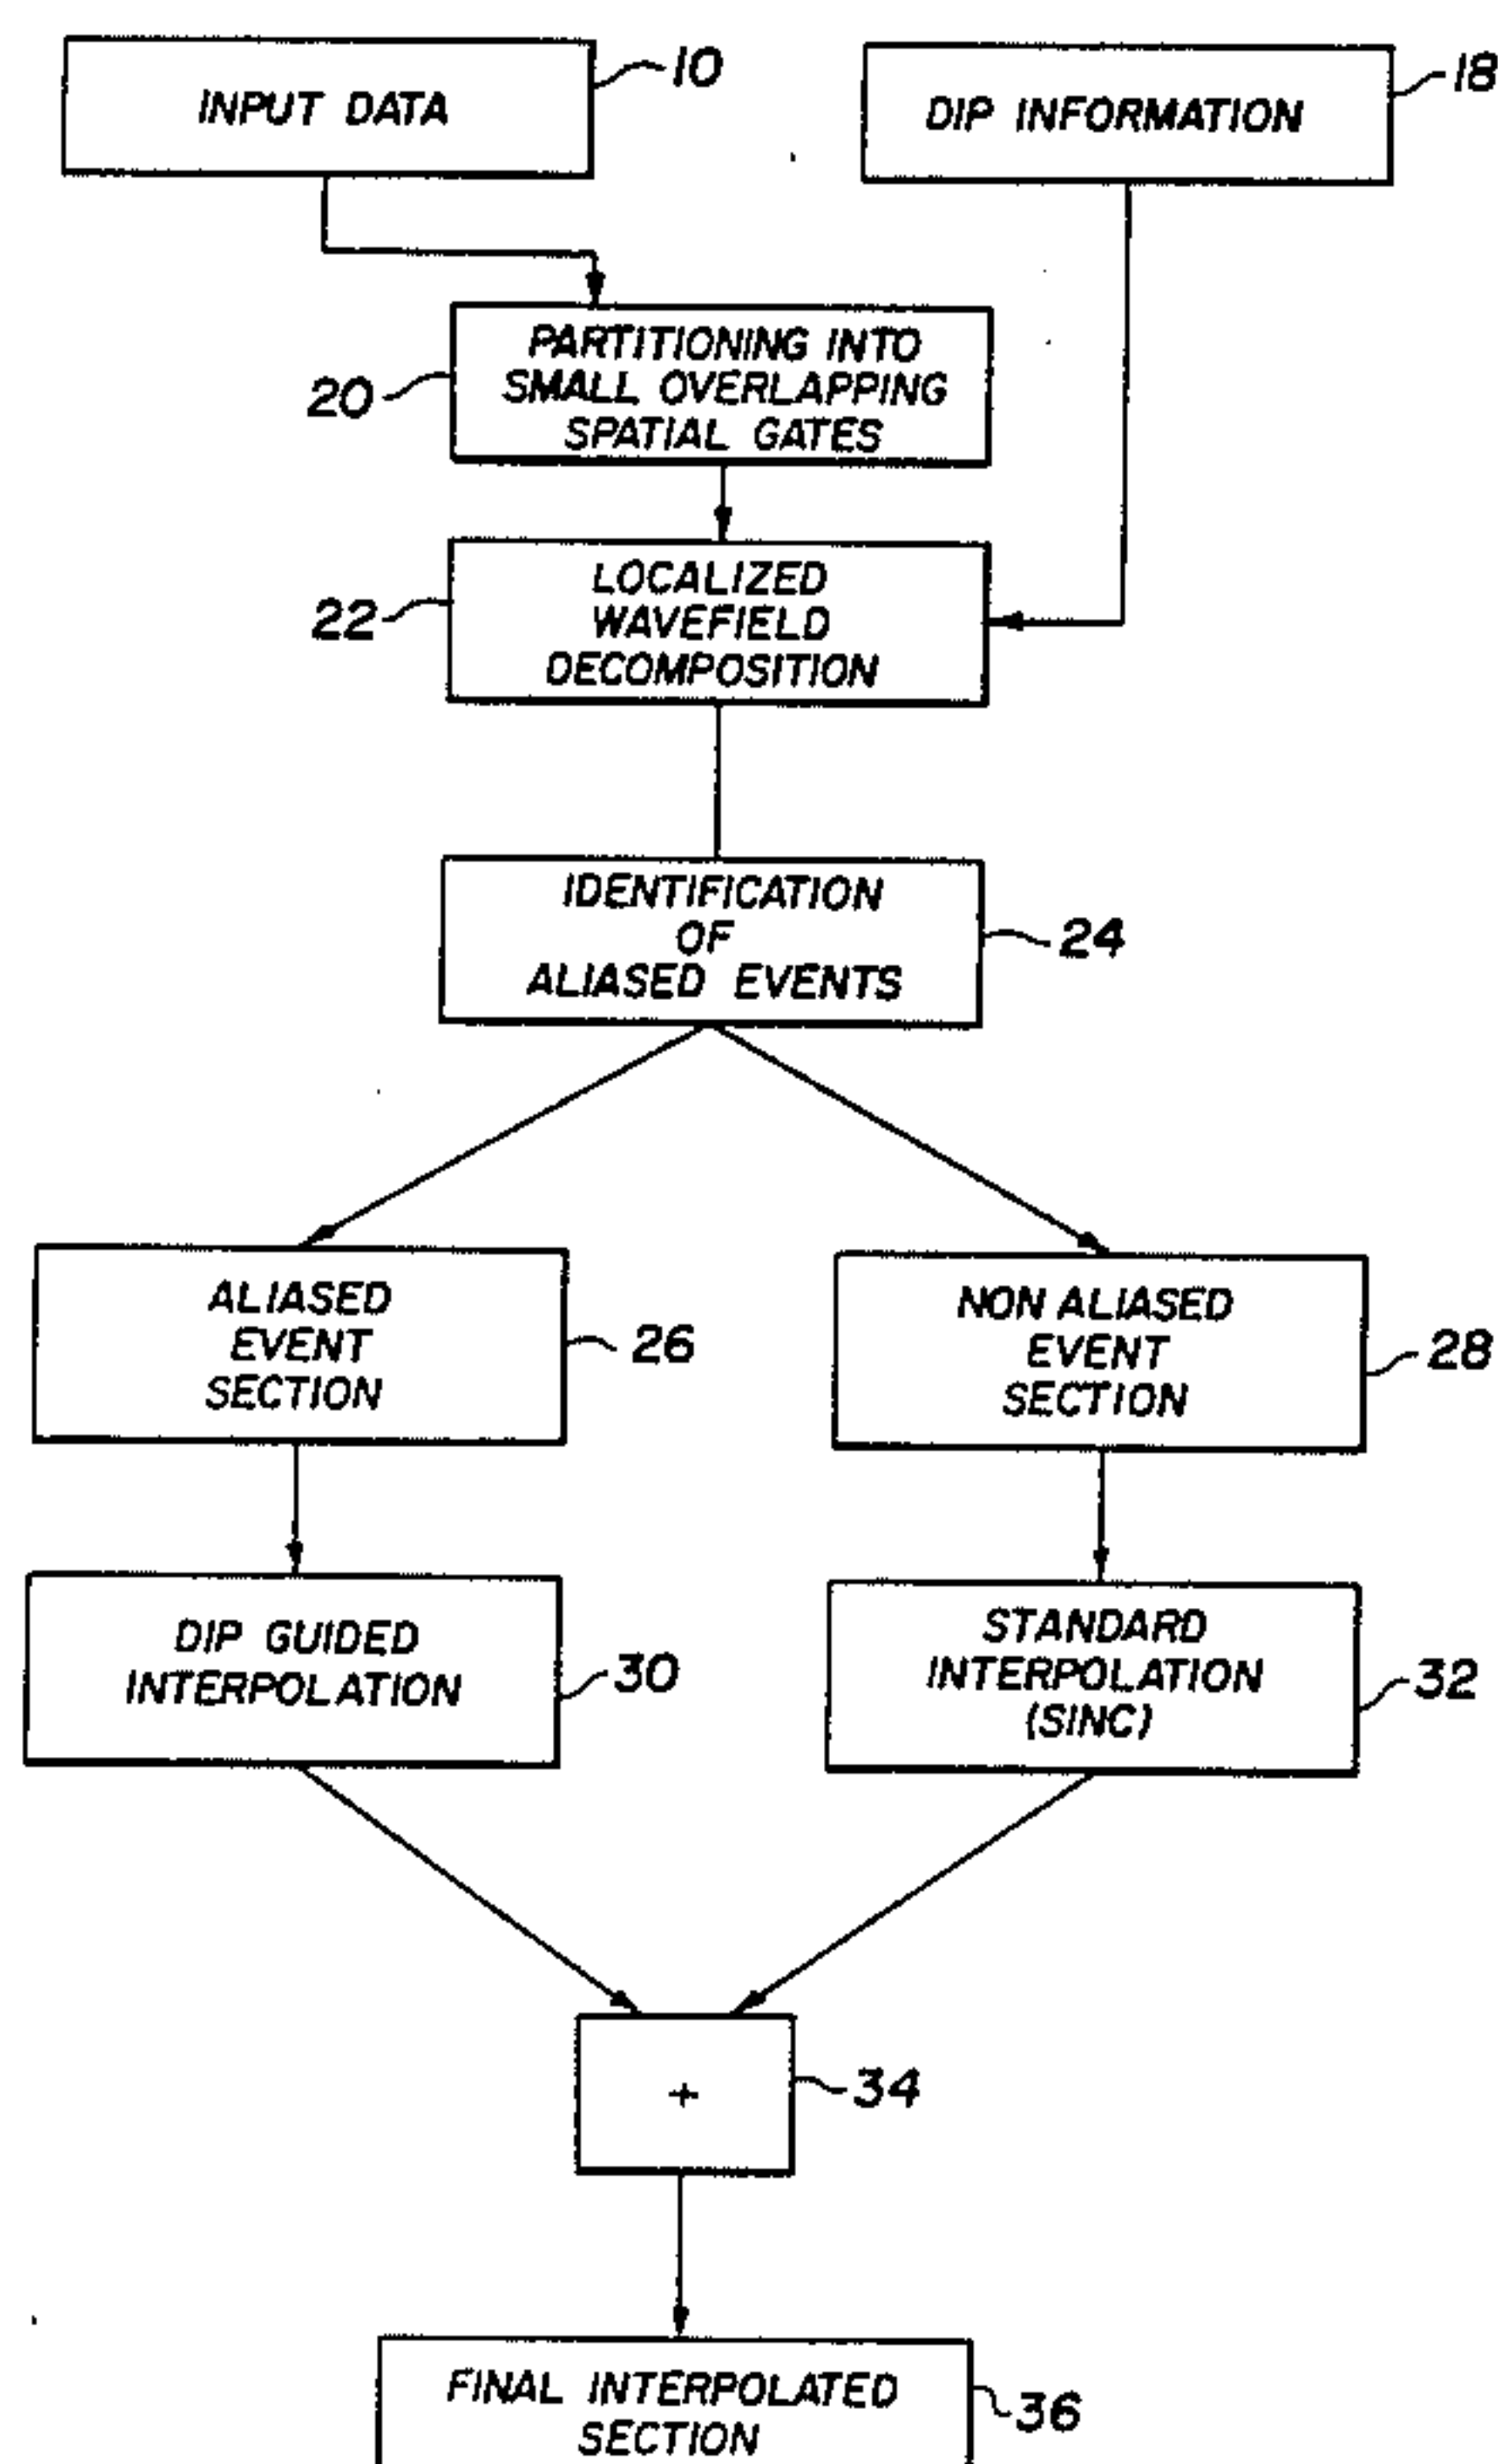 INPUT DATA
10
DIP INFORMATION
18
PARTITIONING INTO
SMALL OVERLAPPING
SPATIAL GATES
20
LOCALIZED
WAVEFIELD
DECOMPOSITION
22
IDENTIFICATION
OF
ALIASED EVENTS
24
ALIASED
EVENT
SECTION
26
NON ALIASED
EVENT
SECTION
28
DIP GUIDED
INTERPOLATION
30
STANDARD
INTERPOLATION
(SINC)
32
+
34
FINAL INTERPOLATED
SECTION
36